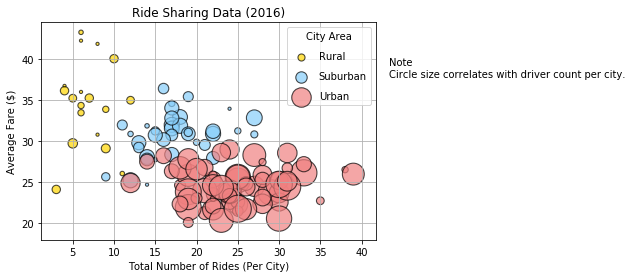 Ride Sharing Data (2016)
City Area
Rural
Suburban
Urban
Note
Circle size correlates with driver count per city.
Average Fare ($)
40
35
30
25
20
5
10
15
20
25
30
35
40
Total Number of Rides (Per City)